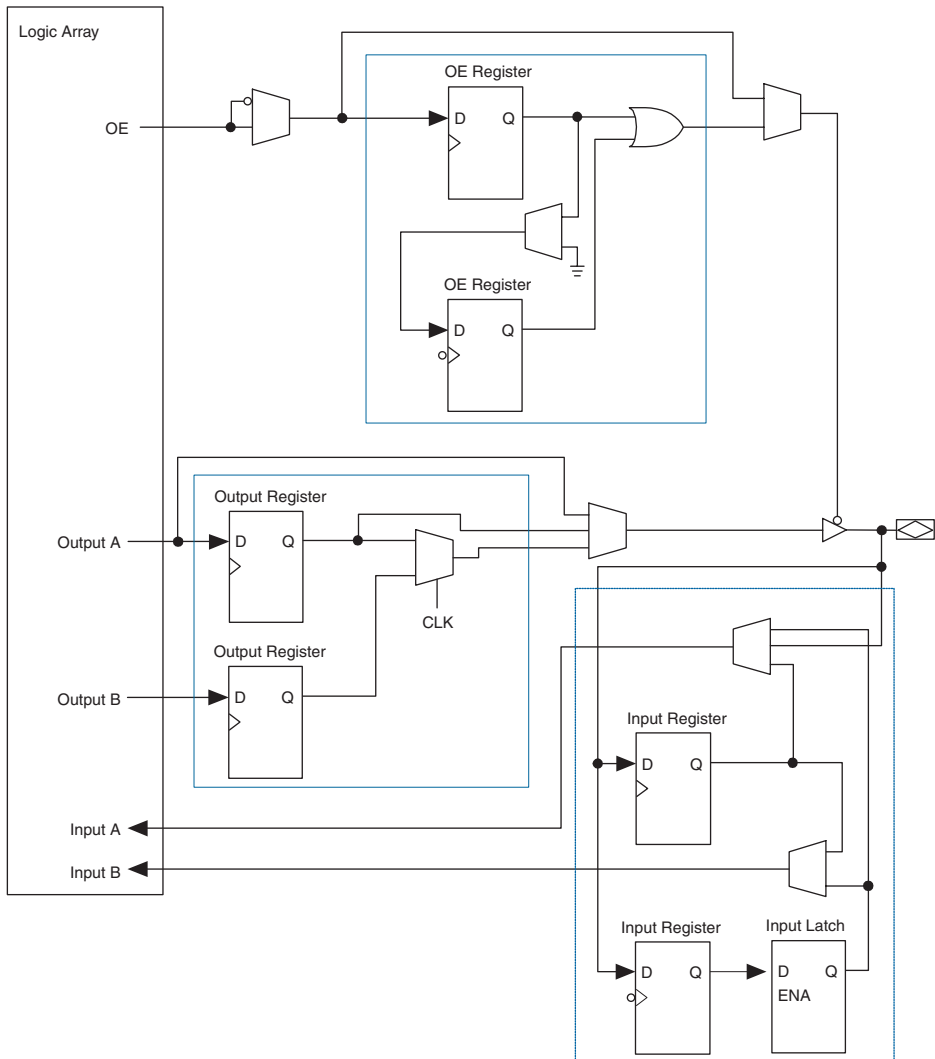 Logic Array
OE Register
OE
D Q
OE Register
D Q
Output Register
Output A
D Q
CLK
Output Register
Output B
D Q
Input Register
D Q
Input A
Input B
Input Register
Input Latch
D Q
D Q
ENA